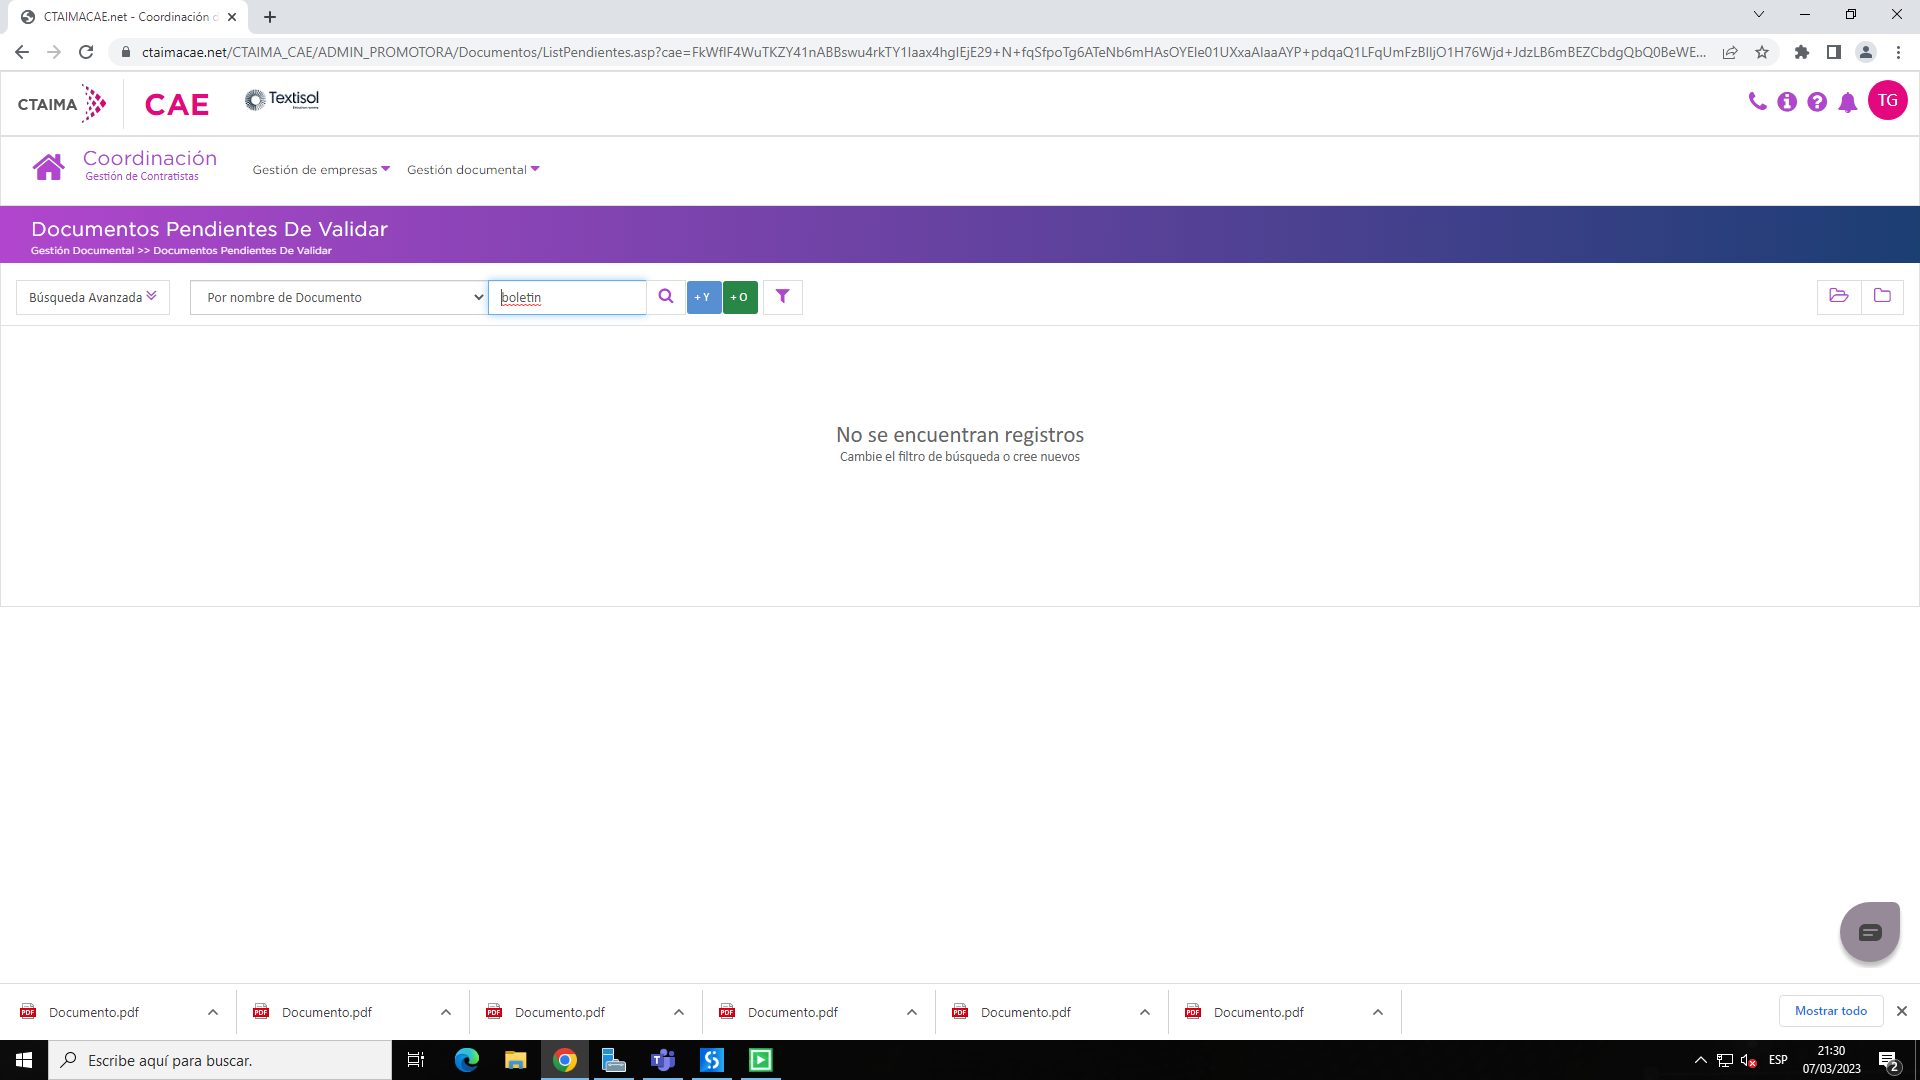 CTAIMACAE.net - Coordinación d
ctaimacae.net/CTAIMA_CAE/ADMIN_PROMOTORA/Documentos/ListPendientes.asp?cae=FkWfIF4WuTKZY41nABBswu4rkTY1Iaax4hgIEjE29+N+fqSfpoTg6ATeNb6mHAsOYEIe01UXxaAIaaAYP+pdqaQ1LFqUmFzBIIjO1H76Wjd+JdzLB6mBEZCbdgQbQ0BeWE...
CTAIMA CAE Textisol
TG
Coordinación
Gestión de Contratistas
Gestión de empresas Gestión documental
Documentos Pendientes De Validar
Gestión Documental >> Documentos Pendientes De Validar
Búsqueda Avanzada Por nombre de Documento boletin + Y + O
No se encuentran registros
Cambie el filtro de búsqueda o cree nuevos
Documento.pdf Documento.pdf Documento.pdf Documento.pdf Documento.pdf Documento.pdf Mostrar todo
Escribe aquí para buscar. ESP 21:30
07/03/2023 2